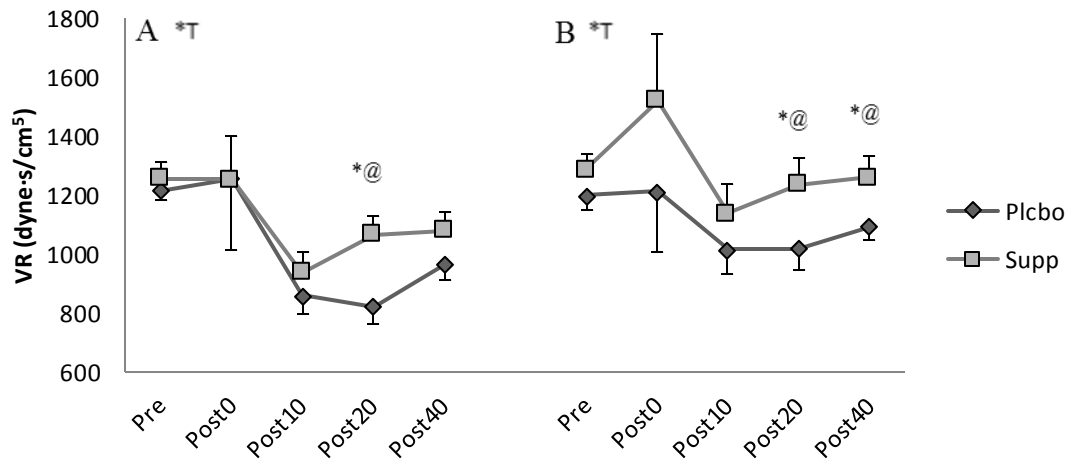 A *T
B *T
1800
1600
1400
1200
1000
800
600
VR (dyne·s/cm⁵)
*@
*@
*@
Plcbo
Supp
Pre
Post0
Post10
Post20
Post40
Pre
Post0
Post10
Post20
Post40